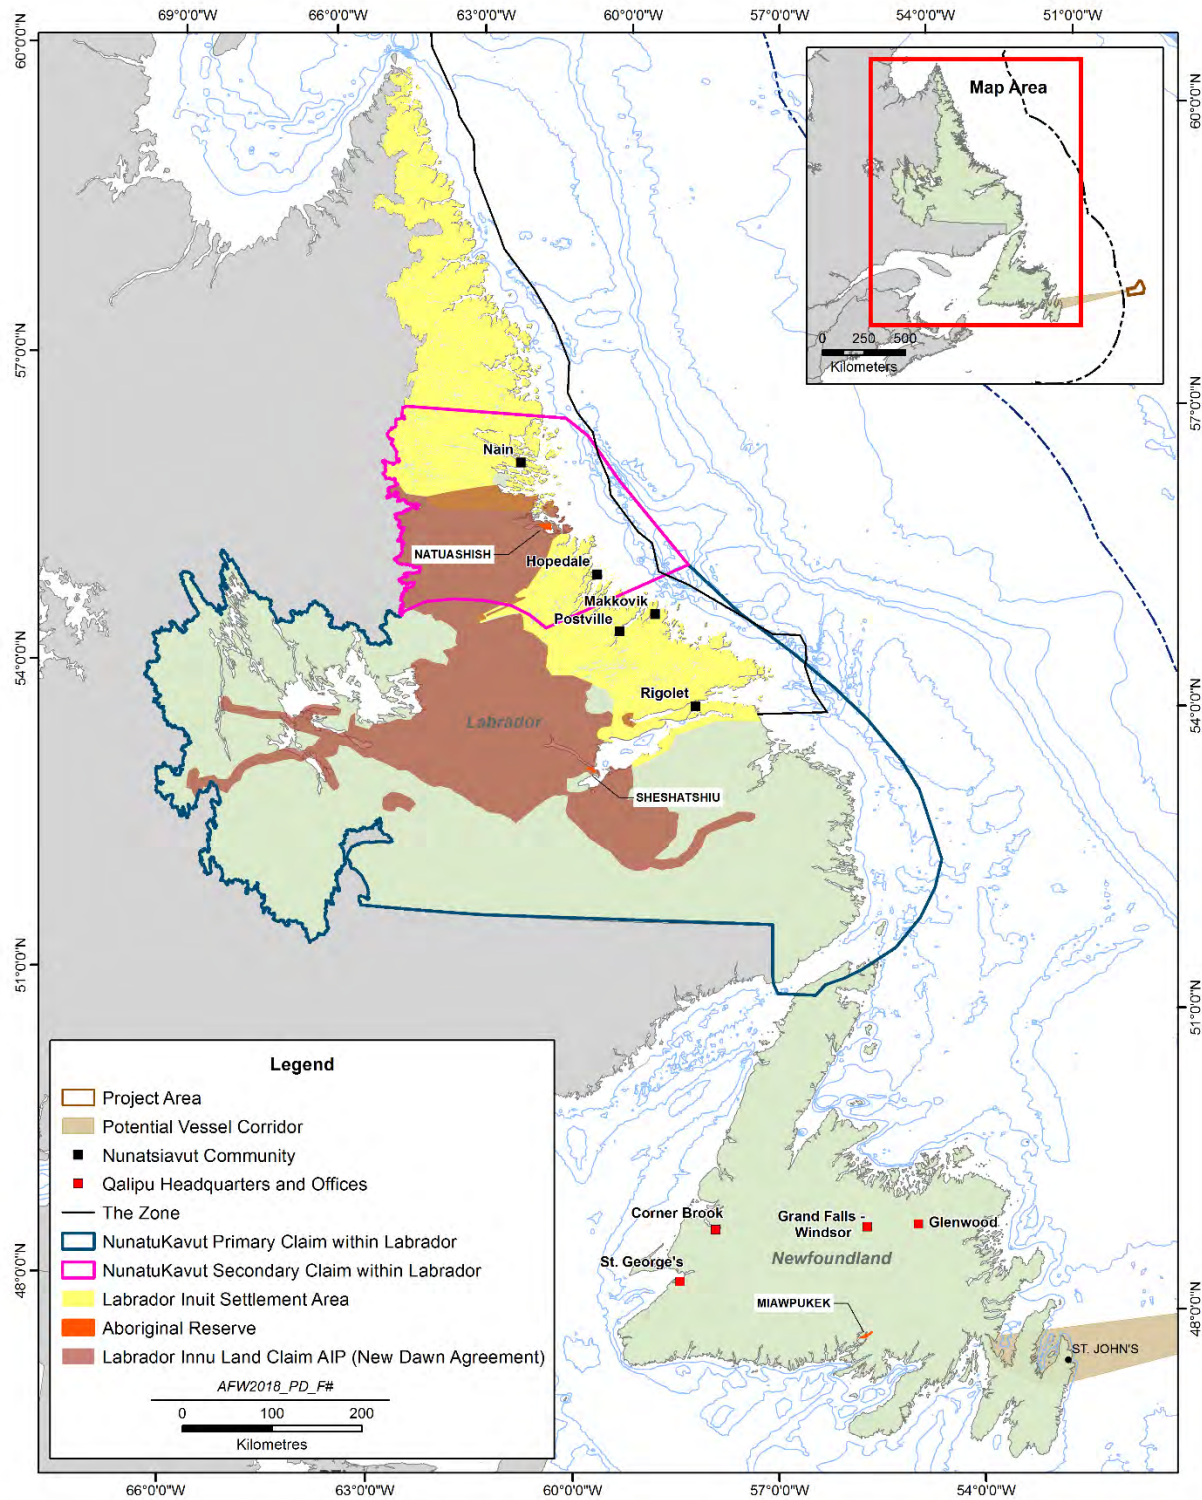 69°0'0"W 66°0'0"W 63°0'0"W 60°0'0"W 57°0'0"W 54°0'0"W 51°0'0"W
60°0'0"N
60°0'0"N
Map Area
0 250 500
Kilometers
57°0'0"N
57°0'0"N
Nain
NATUASHISH
Hopedale
Makkovik
Postville
54°0'0"N
54°0'0"N
Rigolet
Labrador
SHESHATSHIU
51°0'0"N
51°0'0"N
Legend
Project Area
Potential Vessel Corridor
Nunatsiavut Community
Qalipu Headquarters and Offices
The Zone
NunatuKavut Primary Claim within Labrador
NunatuKavut Secondary Claim within Labrador
Labrador Inuit Settlement Area
Aboriginal Reserve
Labrador Innu Land Claim AIP (New Dawn Agreement)
AFW2018_PD_F#
0 100 200
Kilometres
Corner Brook
Grand Falls -
Windsor
Glenwood
St. George's
Newfoundland
MIAWPUKEK
ST. JOHN'S
48°0'0"N
48°0'0"N
66°0'0"W 63°0'0"W 60°0'0"W 57°0'0"W 54°0'0"W